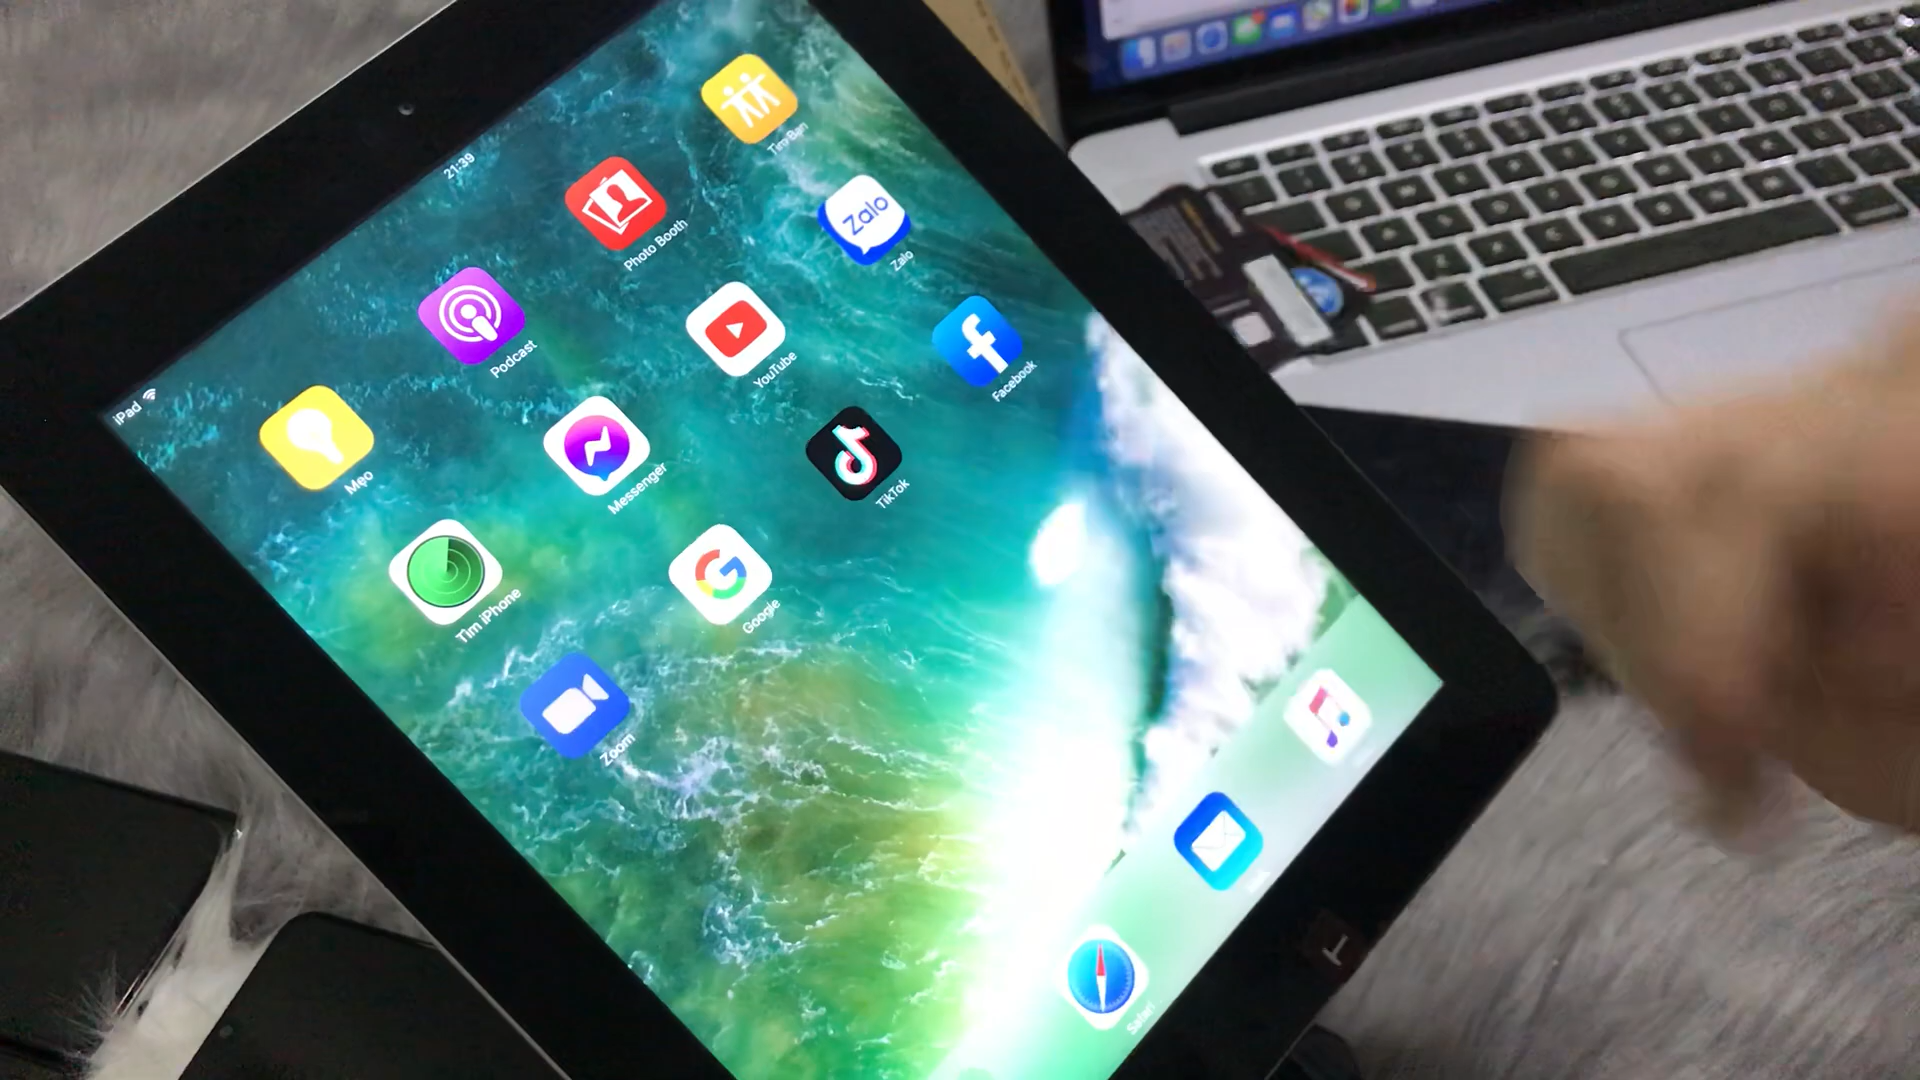 iPad
21:39
Mẹo
Podcast
Photo Booth
Tìm Bạn
Tìm iPhone
Messenger
YouTube
Zalo
Zalo
Zoom
Google
TikTok
Facebook
Safari